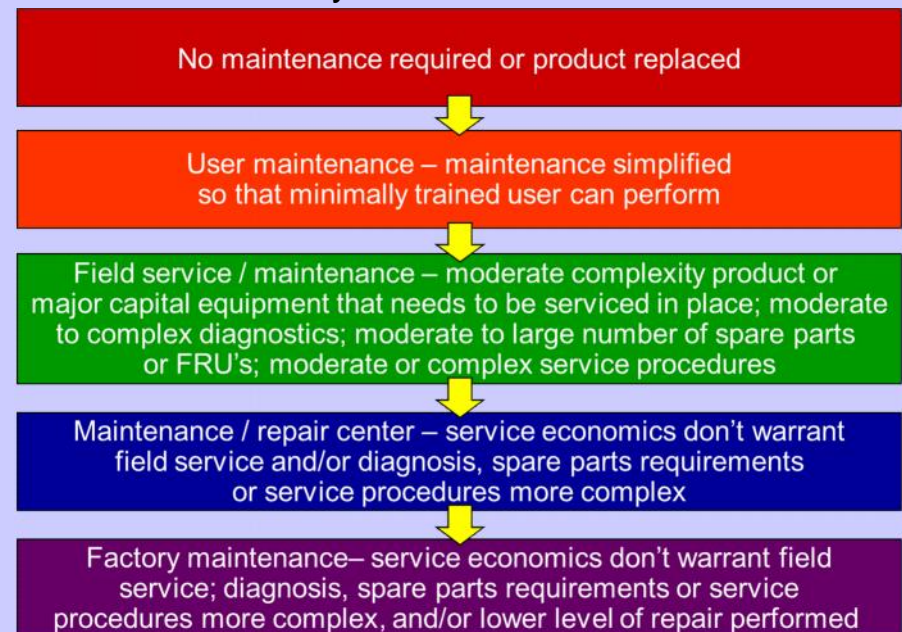 No maintenance required or product replaced
User maintenance – maintenance simplified
so that minimally trained user can perform
Field service / maintenance – moderate complexity product or
major capital equipment that needs to be serviced in place; moderate
to complex diagnostics; moderate to large number of spare parts
or FRU's; moderate or complex service procedures
Maintenance / repair center – service economics don't warrant
field service and/or diagnosis, spare parts requirements
or service procedures more complex
Factory maintenance– service economics don't warrant field
service; diagnosis, spare parts requirements or service
procedures more complex, and/or lower level of repair performed